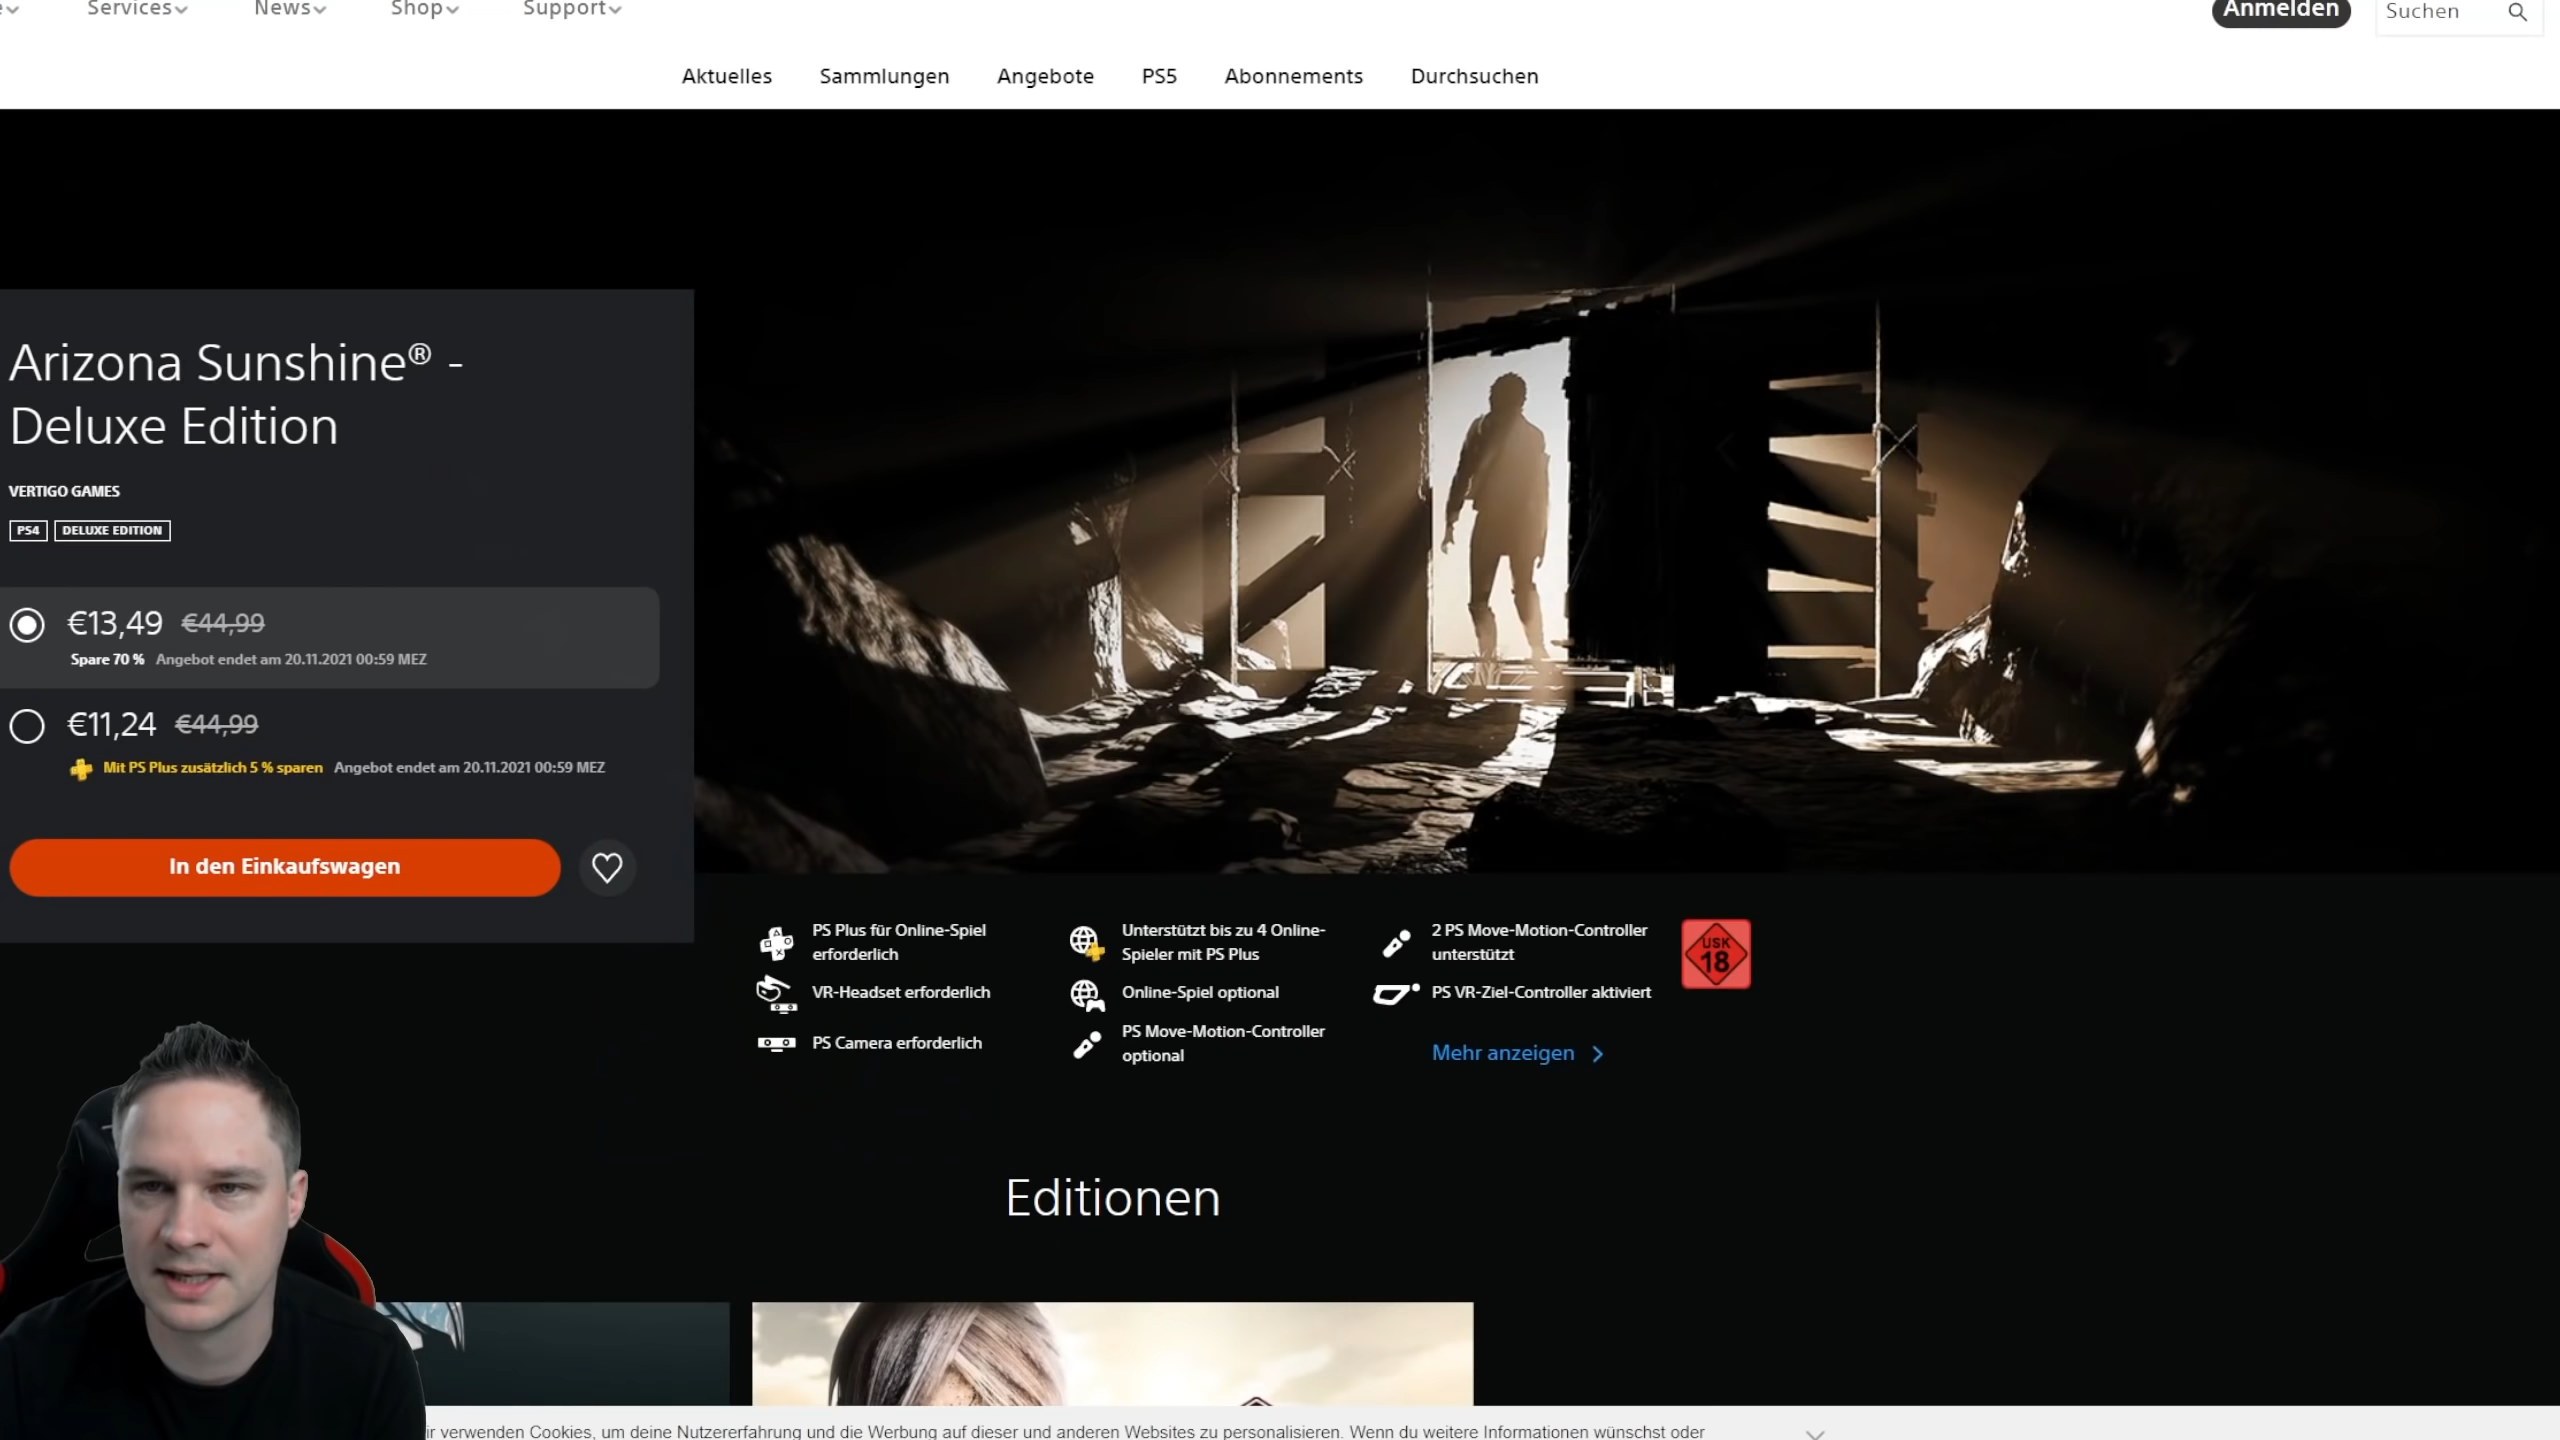 Services
News
Shop
Support
Anmelden
Suchen
Aktuelles
Sammlungen
Angebote
PS5
Abonnements
Durchsuchen
Arizona Sunshine® -
Deluxe Edition
VERTIGO GAMES
PS4
DELUXE EDITION
€13,49 €44,99
Spare 70 % Angebot endet am 20.11.2021 00:59 MEZ
€11,24 €44,99
Mit PS Plus zusätzlich 5 % sparen Angebot endet am 20.11.2021 00:59 MEZ
In den Einkaufswagen
PS Plus für Online-Spiel
erforderlich
VR-Headset erforderlich
PS Camera erforderlich
Unterstützt bis zu 4 Online-
Spieler mit PS Plus
Online-Spiel optional
PS Move-Motion-Controller
optional
2 PS Move-Motion-Controller
unterstützt
PS VR-Ziel-Controller aktiviert
Mehr anzeigen
USK
18
Editionen
ir verwenden Cookies, um deine Nutzererfahrung und die Werbung auf dieser und anderen Websites zu personalisieren. Wenn du weitere Informationen wünschst oder